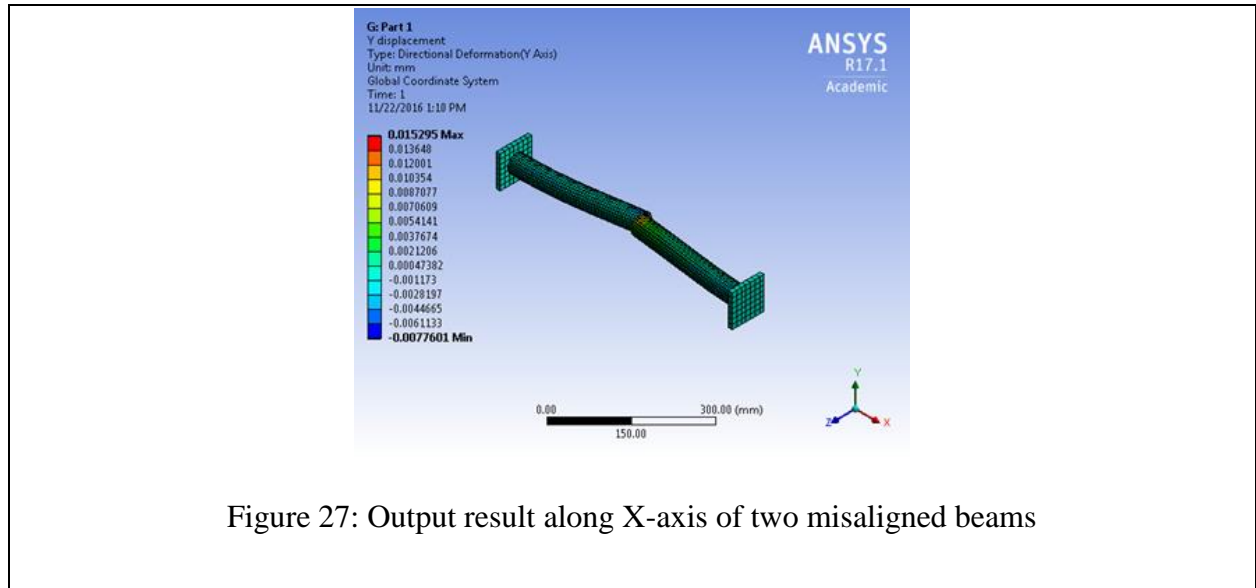 G: Part 1
Y displacement
Type: Directional Deformation(Y Axis)
Unit: mm
Global Coordinate System
Time: 1
11/22/2016 1:10 PM
ANSYS
R17.1
Academic
0.015295 Max
0.013648
0.012001
0.010354
0.0087077
0.0070609
0.0054141
0.0037674
0.0021206
0.00047382
-0.001173
-0.0028197
-0.0044665
-0.0061133
-0.0077601 Min
0.00
300.00 (mm)
150.00
Y
Z
X
Figure 27: Output result along X-axis of two misaligned beams